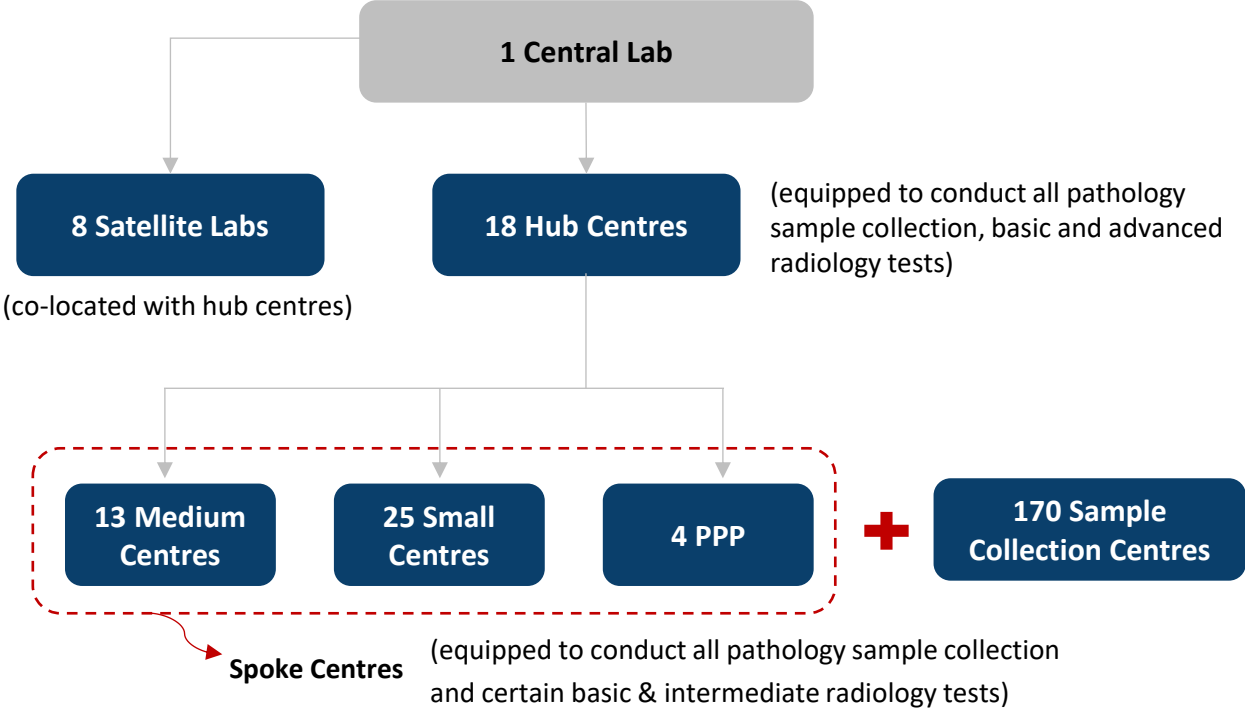 1 Central Lab
8 Satellite Labs
18 Hub Centres
(equipped to conduct all pathology
sample collection, basic and advanced
radiology tests)
(co-located with hub centres)
13 Medium
Centres
25 Small
Centres
4 PPP
170 Sample
Collection Centres
Spoke Centres
(equipped to conduct all pathology sample collection
and certain basic & intermediate radiology tests)